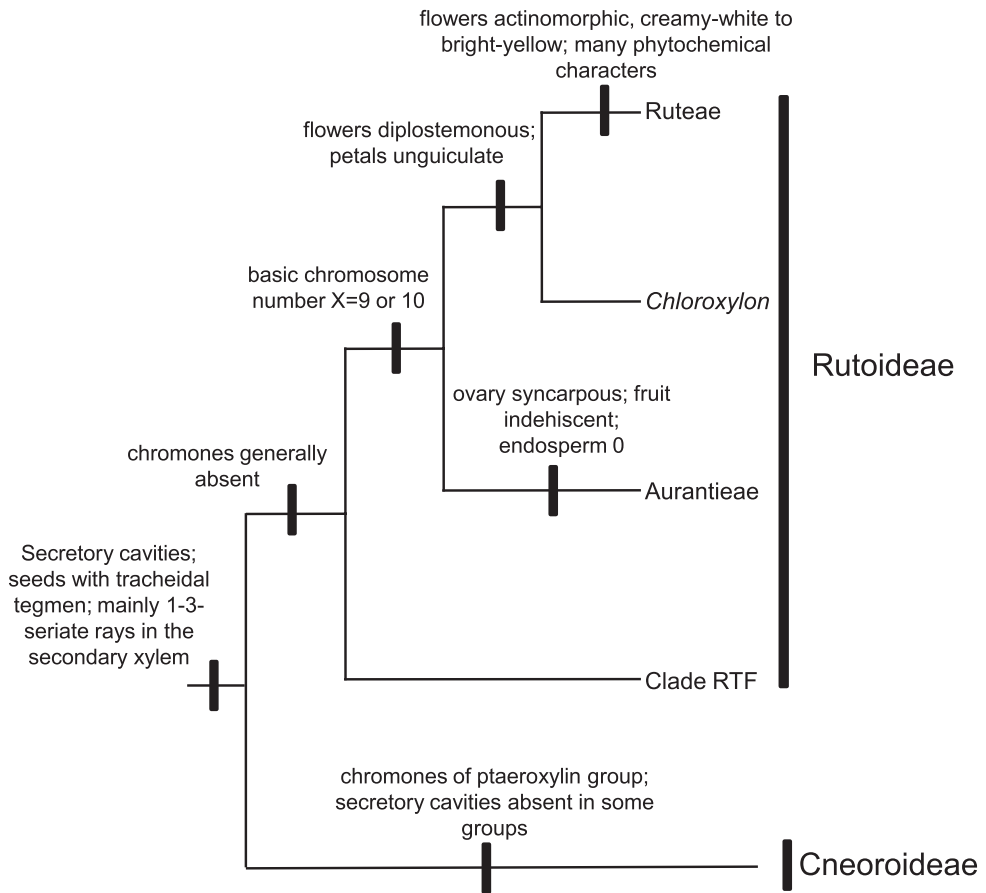 flowers actinomorphic, creamy-white to
bright-yellow; many phytochemical
characters
Ruteae
flowers diplostemonous;
petals unguiculate
basic chromosome
number X=9 or 10
Chloroxylon
Rutoideae
ovary syncarpous; fruit
indehiscent;
endosperm 0
Aurantieae
chromones generally
absent
Secretory cavities;
seeds with tracheidal
tegmen; mainly 1-3-
seriate rays in the
secondary xylem
Clade RTF
chromones of ptaeroxylin group;
secretory cavities absent in some
groups
Cneoroideae